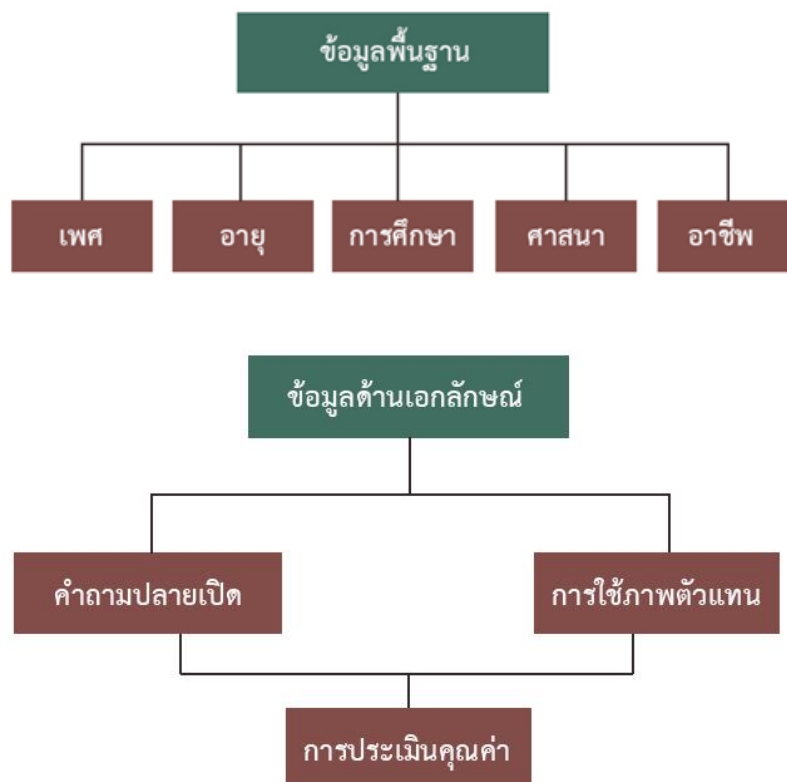 ข้อมูลพื้นฐาน
เพศ
อายุ
การศึกษา
ศาสนา
อาชีพ
ข้อมูลด้านเอกลักษณ์
คำถามปลายเปิด
การใช้ภาพตัวแทน
การประเมินคุณค่า